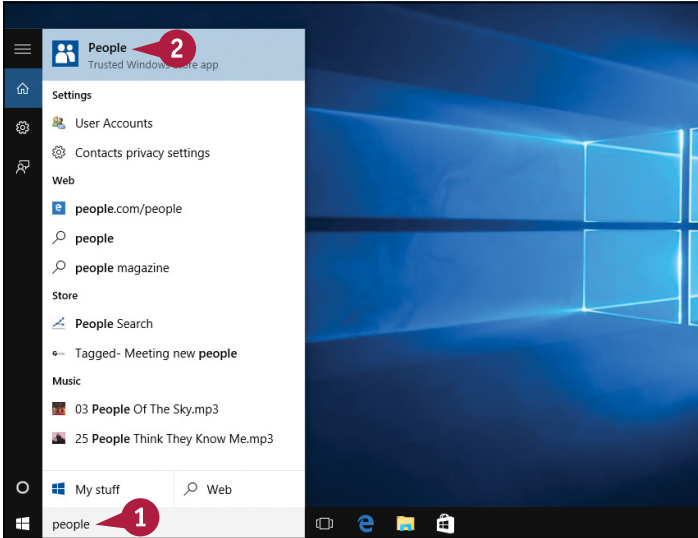 People
2
Trusted Windows Store app
Settings
User Accounts
Contacts privacy settings
Web
people.com/people
people
people magazine
Store
People Search
Tagged- Meeting new people
Music
03 People Of The Sky.mp3
25 People Think They Know Me.mp3
My stuff
Web
people
1